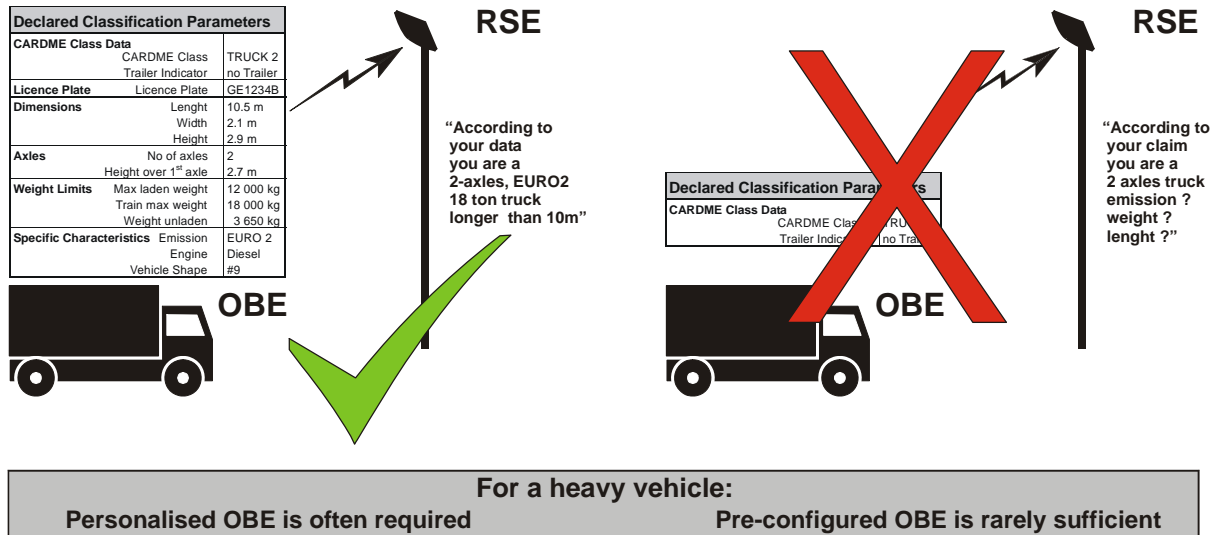 Declared Classification Parameters
CARDME Class Data
CARDME Class TRUCK 2
Trailer Indicator no Trailer
Licence Plate Licence Plate GE1234B
Dimensions Lenght 10.5 m
Width 2.1 m
Height 2.9 m
Axles No of axles 2
Height over 1st axle 2.7 m
Weight Limits Max laden weight 12 000 kg
Train max weight 18 000 kg
Weight unladen 3 650 kg
Specific Characteristics Emission EURO 2
Engine Diesel
Vehicle Shape #9
RSE
“According to
your data
you are a
2-axles, EURO2
18 ton truck
longer than 10m”
OBE
RSE
“According to
your claim
you are a
2 axles truck
emission ?
weight ?
lenght ?”
Declared Classification
CARDME Class Data
CARDME
Trailer no
OBE
For a heavy vehicle:
Personalised OBE is often required Pre-configured OBE is rarely sufficient